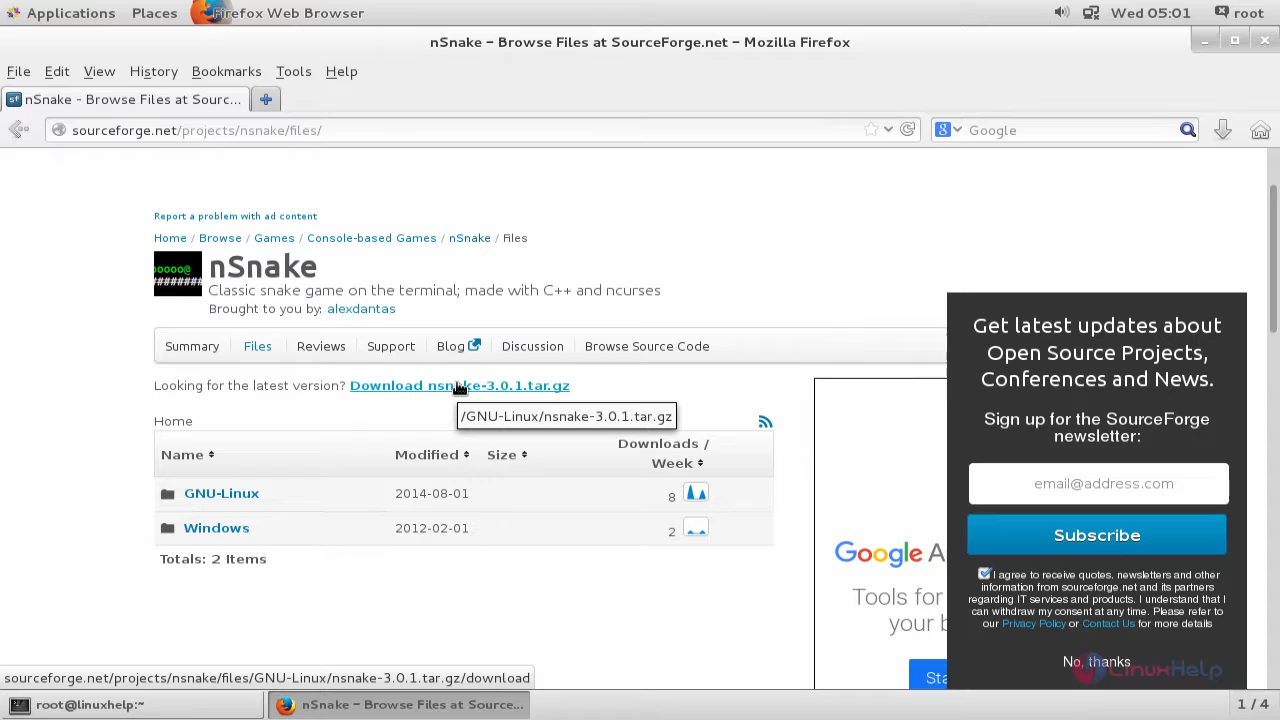 Applications Places Firefox Web Browser Wed 05:01 root
nSnake – Browse Files at SourceForge.net – Mozilla Firefox
File Edit View History Bookmarks Tools Help
nSnake - Browse Files at Sourc...
sourceforge.net/projects/nsnake/files/ Google
Report a problem with ad content
Home / Browse / Games / Console-based Games / nSnake / Files
ooooo@
########
nSnake
Classic snake game on the terminal; made with C++ and ncurses
Brought to you by: alexdantas
Summary Files Reviews Support Blog Discussion Browse Source Code
Looking for the latest version? Download nsnake-3.0.1.tar.gz
/GNU-Linux/nsnake-3.0.1.tar.gz
Home
Name Modified Size Downloads /
Week
GNU-Linux 2014-08-01 8
Windows 2012-02-01 2
Totals: 2 Items
Google A
Tools for
your b
Sta
Get latest updates about
Open Source Projects,
Conferences and News.
Sign up for the SourceForge
newsletter:
email@address.com
Subscribe
I agree to receive quotes, newsletters and other
information from sourceforge.net and its partners
regarding IT services and products. I understand that I
can withdraw my consent at any time. Please refer to
our Privacy Policy or Contact Us for more details
No, thanks
LinuxHelp
sourceforge.net/projects/nsnake/files/GNU-Linux/nsnake-3.0.1.tar.gz/download
root@linuxhelp:~ nSnake – Browse Files at Source... 1 / 4